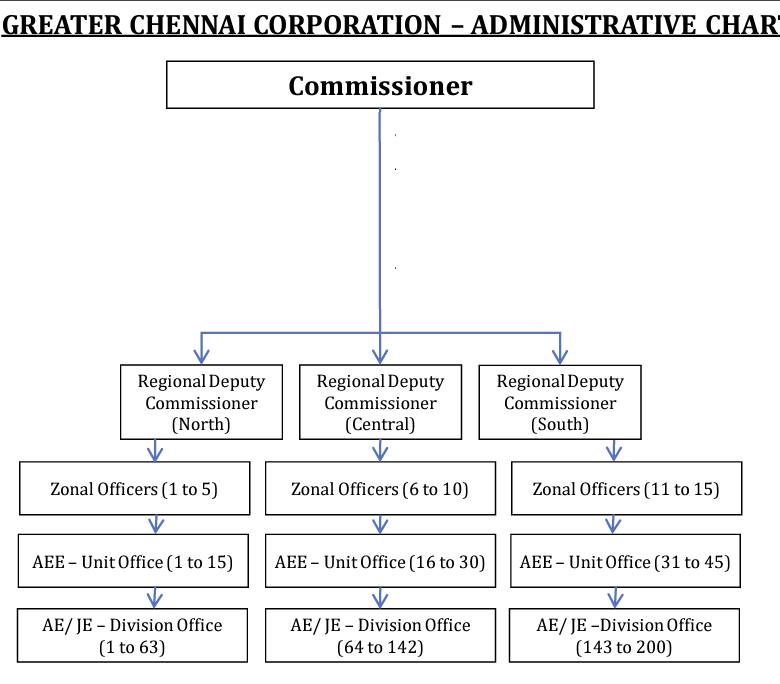 GREATER CHENNAI CORPORATION – ADMINISTRATIVE CHART
Commissioner
Regional Deputy
Commissioner
(North)
Regional Deputy
Commissioner
(Central)
Regional Deputy
Commissioner
(South)
Zonal Officers (1 to 5)
Zonal Officers (6 to 10)
Zonal Officers (11 to 15)
AEE – Unit Office (1 to 15)
AEE – Unit Office (16 to 30)
AEE – Unit Office (31 to 45)
AE/ JE – Division Office
(1 to 63)
AE/ JE – Division Office
(64 to 142)
AE/ JE –Division Office
(143 to 200)